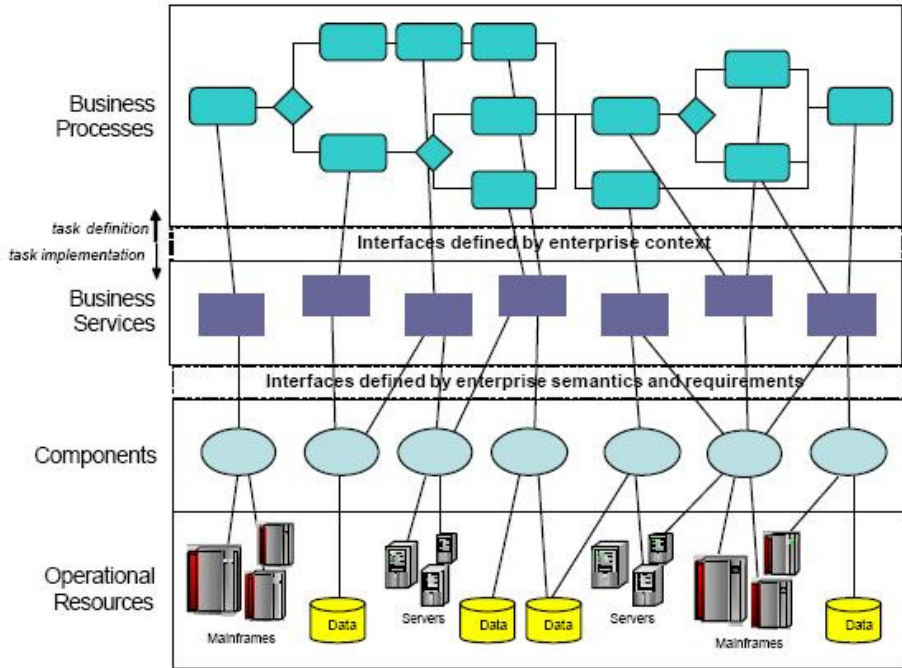 Business
Processes
task definition
task implementation
Interfaces defined by enterprise context
Business
Services
Interfaces defined by enterprise semantics and requirements
Components
Operational
Resources
Mainframes
Data
Servers
Data
Data
Servers
Mainframes
Data